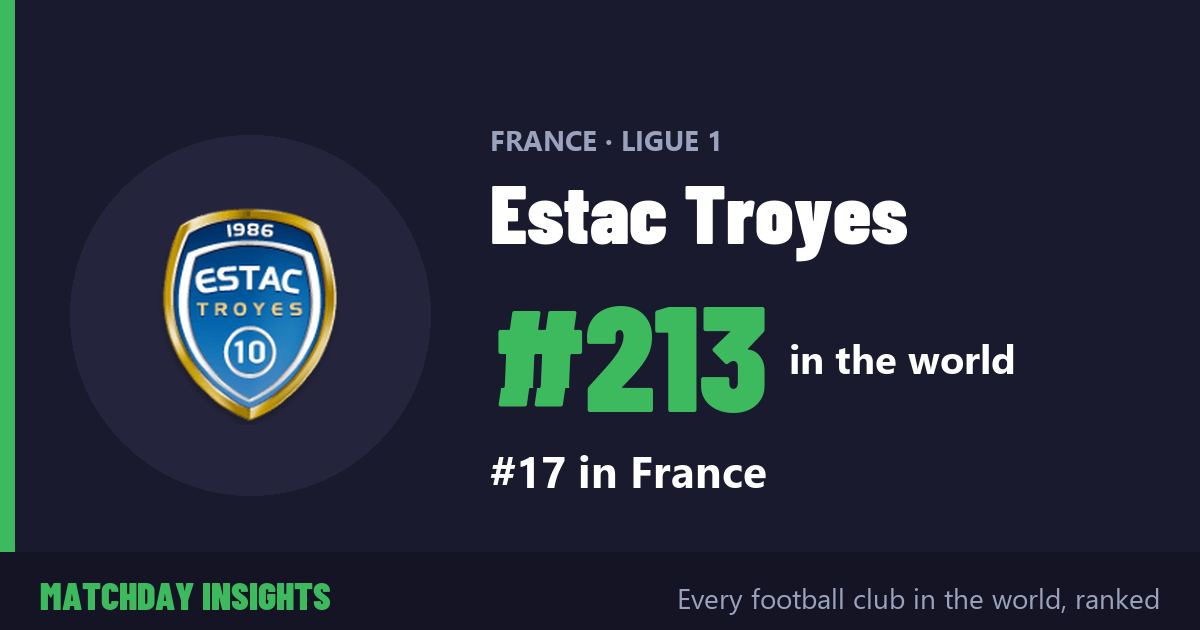 FRANCE · LIGUE 1
Estac Troyes
1986
ESTAC
TROYES
10
#213 in the world
#17 in France
MATCHDAY INSIGHTS
Every football club in the world, ranked